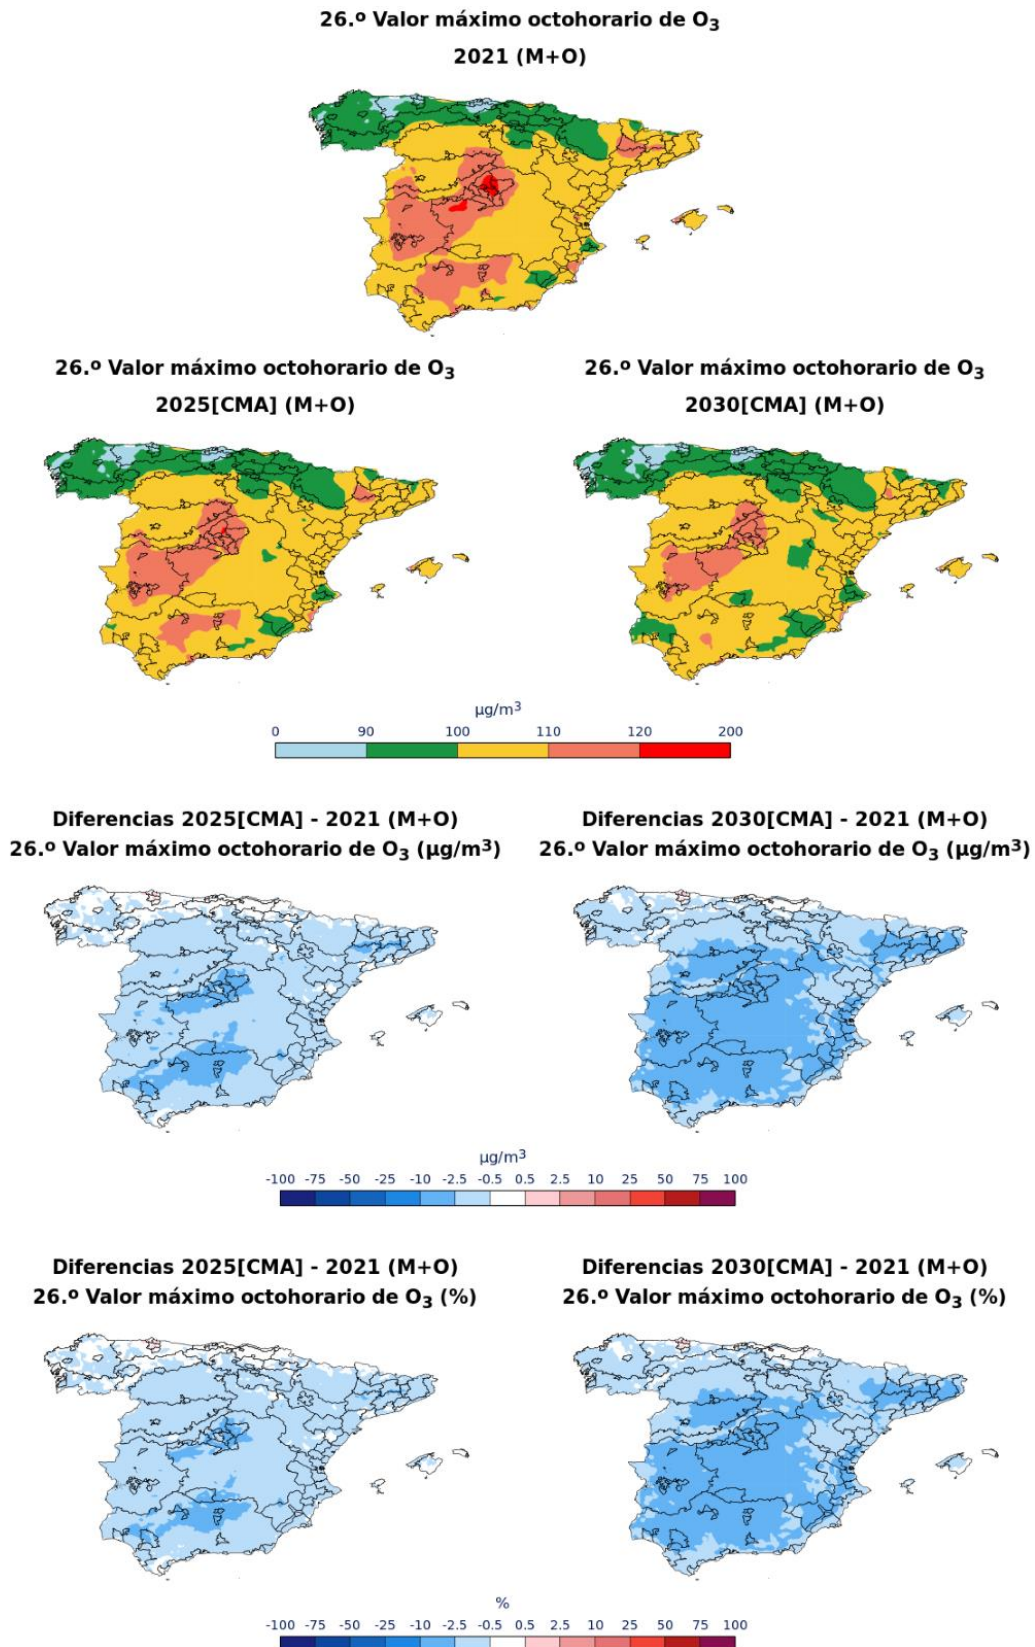 26.º Valor máximo octohorario de O3
2021 (M+O)
26.º Valor máximo octohorario de O3
2025[CMA] (M+O)
26.º Valor máximo octohorario de O3
2030[CMA] (M+O)
µg/m3
0 90 100 110 120 200
Diferencias 2025[CMA] - 2021 (M+O)
26.º Valor máximo octohorario de O3 (µg/m3)
Diferencias 2030[CMA] - 2021 (M+O)
26.º Valor máximo octohorario de O3 (µg/m3)
µg/m3
-100 -75 -50 -25 -10 -2.5 -0.5 0.5 2.5 10 25 50 75 100
Diferencias 2025[CMA] - 2021 (M+O)
26.º Valor máximo octohorario de O3 (%)
Diferencias 2030[CMA] - 2021 (M+O)
26.º Valor máximo octohorario de O3 (%)
%
-100 -75 -50 -25 -10 -2.5 -0.5 0.5 2.5 10 25 50 75 100